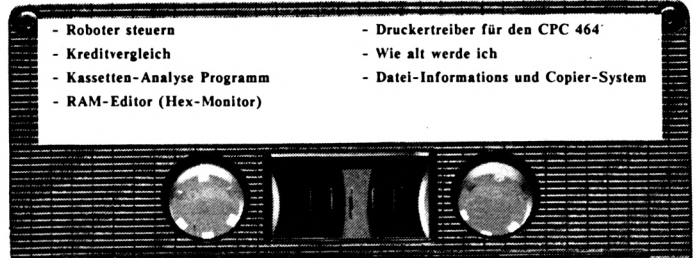 - Roboter steuern
- Kreditvergleich
- Kassetten-Analyse Programm
- RAM-Editor (Hex-Monitor)
- Druckertreiber für den CPC 464
- Wie alt werde ich
- Datei-Informations und Copier-System